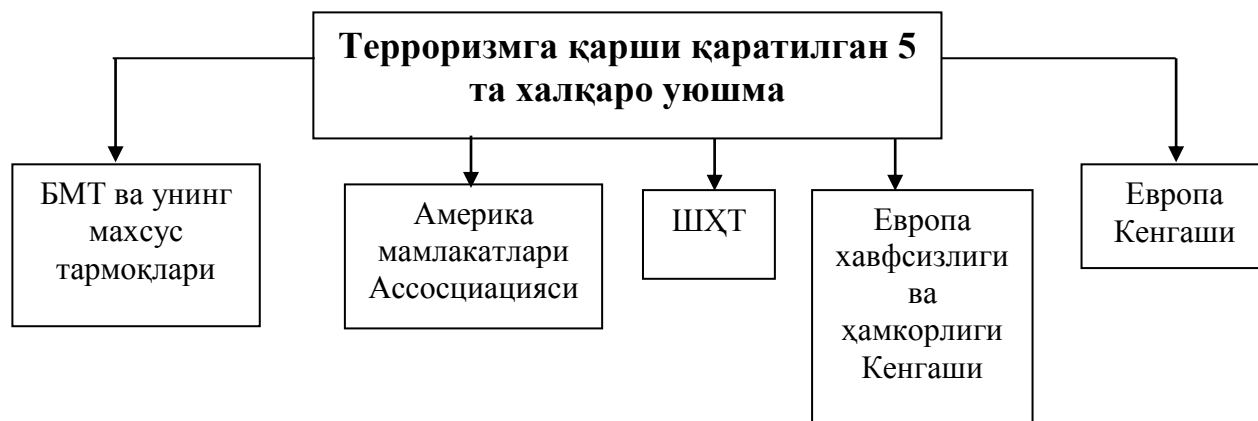 Терроризмга қарши қаратилган 5
та халқаро уюшма
БМТ ва унинг
махсус
тармоқлари
Америка
мамлакатлари
Ассосциацияси
ШҲТ
Европа
хавфсизлиги
ва
ҳамкорлиги
Кенгаши
Европа
Кенгаши